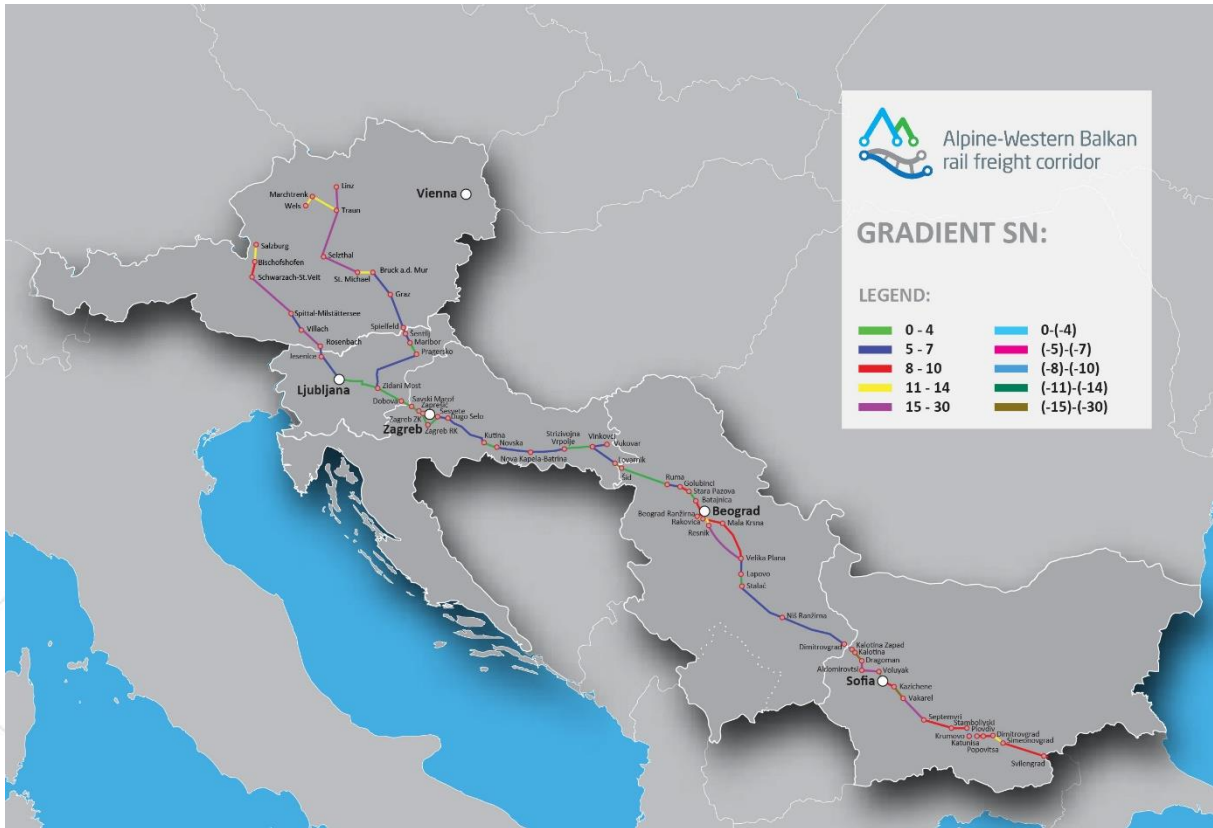 Alpine-Western Balkan
rail freight corridor
GRADIENT SN:
LEGEND:
0 - 4
0-(-4)
5 - 7
(-5)-(-7)
8 - 10
(-8)-(-10)
11 - 14
(-11)-(-14)
15 - 30
(-15)-(-30)
Linz
Marchtrenk
Wels
Traun
Vienna
Salzburg
Bischofshofen
Schwarzach-St.Veit
Selzthal
St. Michael
Bruck a.d. Mur
Graz
Spittal-Milstättersee
Villach
Rosenbach
Spielfeld
Šentilj
Maribor
Pragersko
Jesenice
Ljubljana
Zidani Most
Dobova
Savski Marof
Zaprešić
Sesvete
Dugo Selo
Zagreb ZK
Zagreb
Zagreb RK
Kutina
Novska
Nova Kapela-Batrina
Strizivojna
Vrpolje
Vinkovci
Vukovar
Tovarnik
Šid
Ruma
Golubinci
Stara Pazova
Batajnica
Beograd
Beograd Ranžirna
Rakovica
Resnik
Mala Krsna
Velika Plana
Lapovo
Stalać
Niš Ranžirna
Dimitrovgrad
Kalotina Zapad
Kalotina
Dragoman
Aldomirovtsi
Voluyak
Sofia
Kazichene
Vakarel
Septemvri
Stamboliyski
Plovdiv
Krumovo
Katunisa
Popovitsa
Dimitrovgrad
Simeonovgrad
Svilengrad